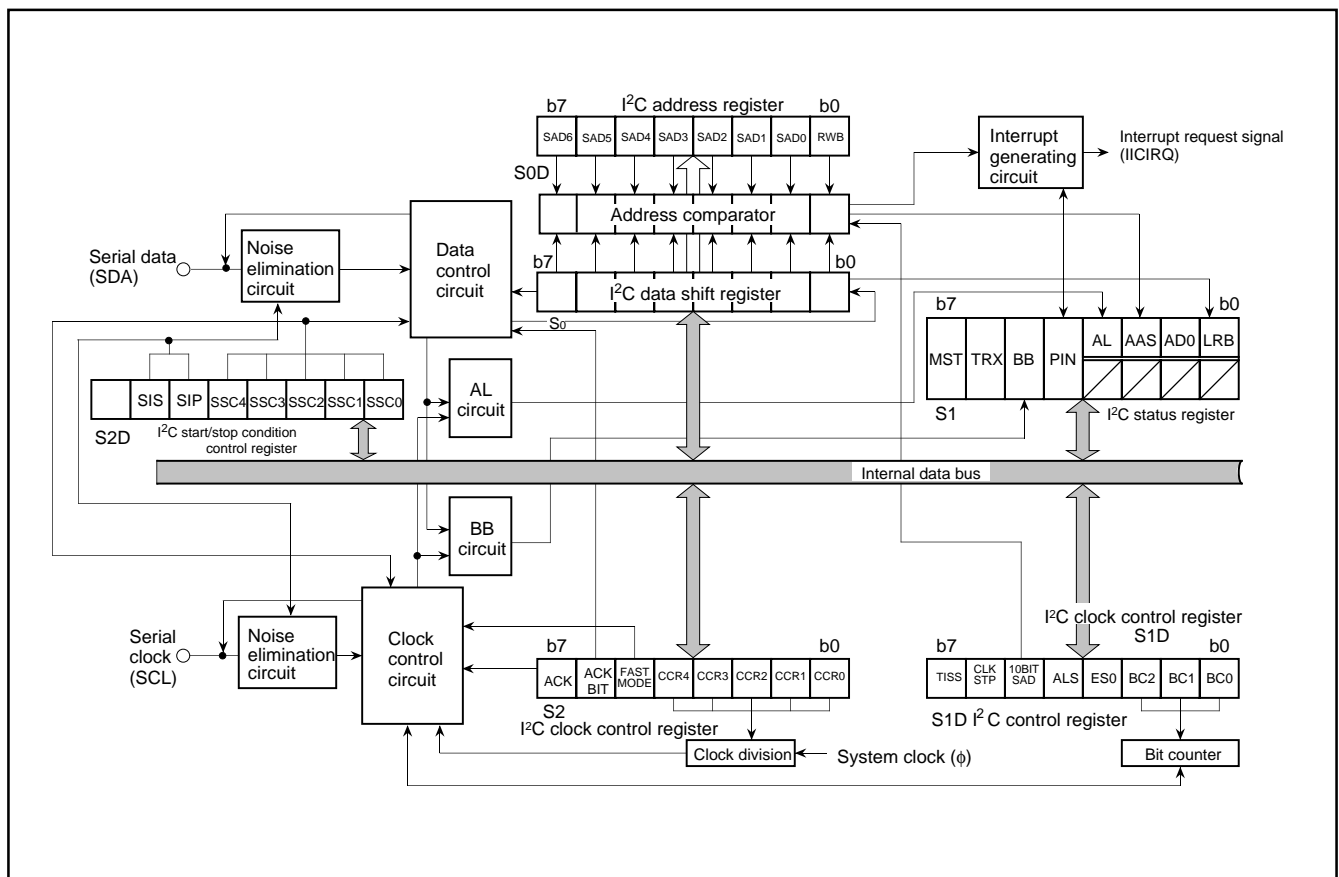 b7 I²C address register b0
SAD6 SAD5 SAD4 SAD3 SAD2 SAD1 SAD0 RWB
S0D
Interrupt
generating
circuit
Interrupt request signal
(IICIRQ)
Address comparator
Serial data
(SDA)
Noise
elimination
circuit
Data
control
circuit
b7 b0
I²C data shift register
S0
b7 b0
MST TRX BB PIN AL AAS AD0 LRB
S1
I²C status register
SIS SIP SSC4 SSC3 SSC2 SSC1 SSC0
S2D
I²C start/stop condition
control register
AL
circuit
Internal data bus
BB
circuit
Serial
clock
(SCL)
Noise
elimination
circuit
Clock
control
circuit
b7 b0
ACK ACK BIT FAST MODE CCR4 CCR3 CCR2 CCR1 CCR0
S2
I²C clock control register
Clock division
System clock (ϕ)
I²C clock control register
S1D
b7 b0
TISS CLK STP 10BIT SAD ALS ES0 BC2 BC1 BC0
S1D I² C control register
Bit counter